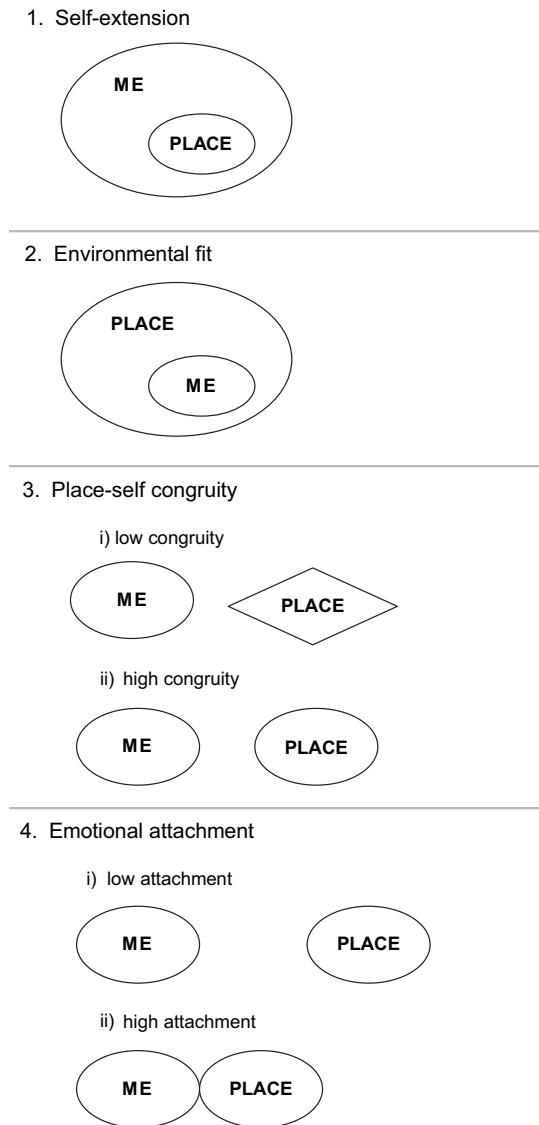 1. Self-extension
ME
PLACE
2. Environmental fit
PLACE
ME
3. Place-self congruity
i) low congruity
ME
PLACE
ii) high congruity
ME
PLACE
4. Emotional attachment
i) low attachment
ME
PLACE
ii) high attachment
ME
PLACE